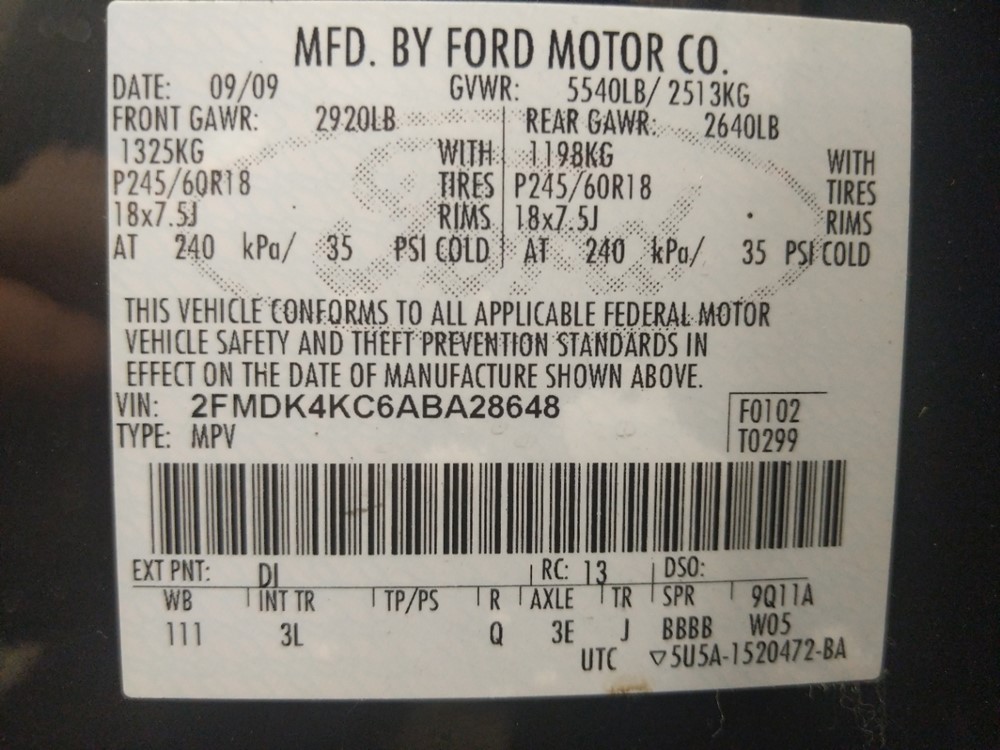 MFD. BY FORD MOTOR CO.
DATE: 09/09 GVWR: 5540LB/ 2513KG
FRONT GAWR: 2920LB REAR GAWR: 2640LB
1325KG WITH 1198KG WITH
P245/60R18 TIRES P245/60R18 TIRES
18x7.5J RIMS 18x7.5J RIMS
AT 240 kPa/ 35 PSI COLD AT 240 kPa/ 35 PSI COLD
THIS VEHICLE CONFORMS TO ALL APPLICABLE FEDERAL MOTOR
VEHICLE SAFETY AND THEFT PREVENTION STANDARDS IN
EFFECT ON THE DATE OF MANUFACTURE SHOWN ABOVE.
VIN: 2FMDK4KC6ABA28648 F0102
TYPE: MPV T0299
EXT PNT: DI RC: 13 DSO:
WB INT TR TP/PS R AXLE TR SPR 9Q11A
111 3L Q 3E J BBBB W05
UTC ▽5U5A-1520472-BA